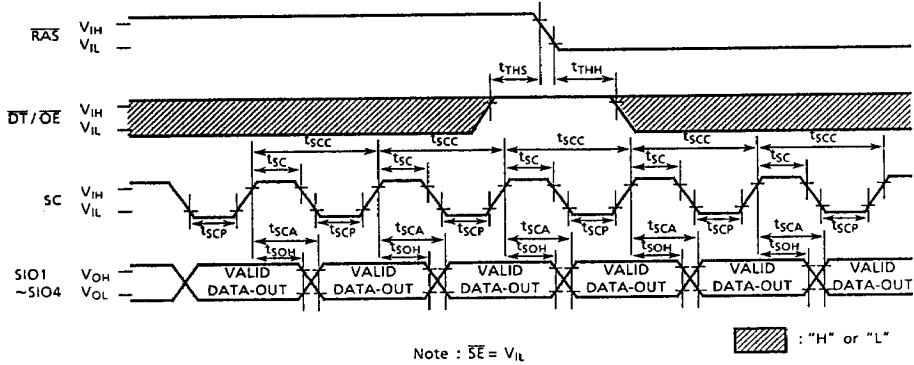 RAS VIH
VIL
tTHS tTHH
DT/OE VIH
VIL
tSCC tSCC tSCC tSCC tSCC
tSC tSC tSC tSC tSC
SC VIH
VIL
tSCP tSCP tSCP tSCP tSCP tSCP
tSCA tSCA tSCA tSCA tSCA
tSOH tSOH tSOH tSOH tSOH
SIO1 ~SIO4 VOH
VOL
VALID DATA-OUT VALID DATA-OUT VALID DATA-OUT VALID DATA-OUT VALID DATA-OUT VALID DATA-OUT
: "H" or "L"
Note : SE = VIL